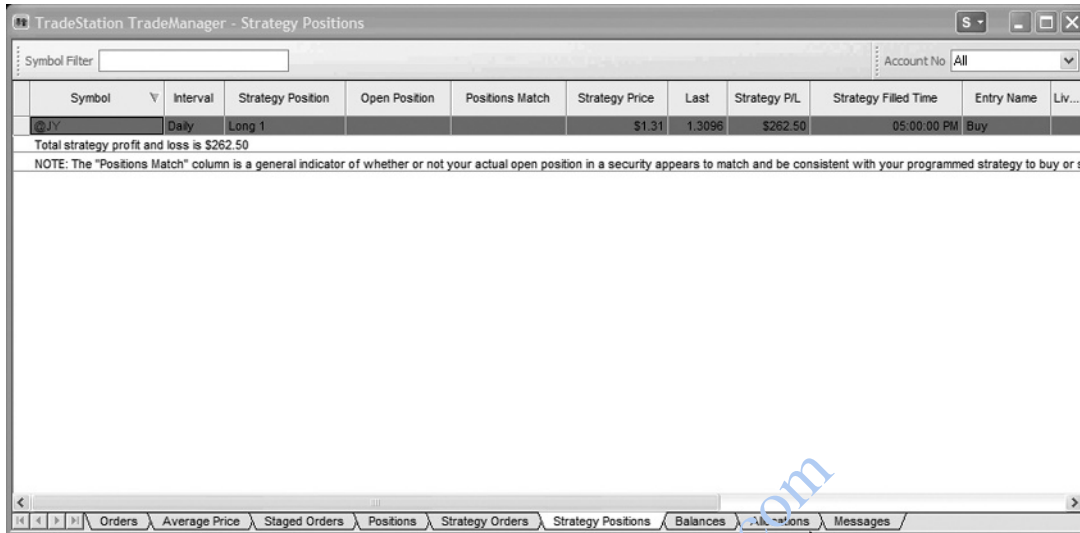 TradeStation TradeManager - Strategy Positions S
Symbol Filter Account No All
Symbol Interval Strategy Position Open Position Positions Match Strategy Price Last Strategy P/L Strategy Filled Time Entry Name Liv...
@JY Daily Long 1 $1.31 1.3096 $262.50 05:00:00 PM Buy
Total strategy profit and loss is $262.50
NOTE: The "Positions Match" column is a general indicator of whether or not your actual open position in a security appears to match and be consistent with your programmed strategy to buy or s
Orders Average Price Staged Orders Positions Strategy Orders Strategy Positions Balances Allocations Messages
com